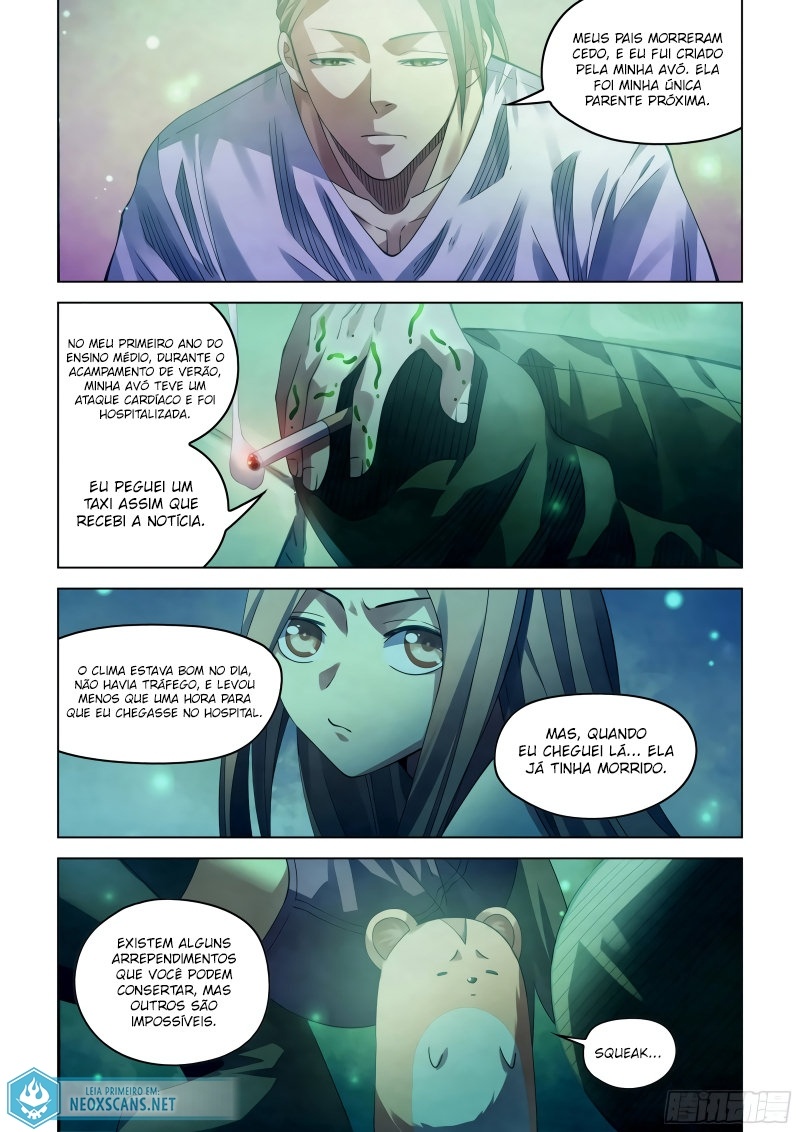 MEUS PAIS MORRERAM
CEDO, E EU FUI CRIADO
PELA MINHA AVÓ. ELA
FOI MINHA ÚNICA
PARENTE PRÓXIMA.
NO MEU PRIMEIRO ANO DO
ENSINO MÉDIO, DURANTE O
ACAMPAMENTO DE VERÃO,
MINHA AVÓ TEVE UM
ATAQUE CARDÍACO E FOI
HOSPITALIZADA.
EU PEGUEI UM
TAXI ASSIM QUE
RECEBI A NOTÍCIA.
O CLIMA ESTAVA BOM NO DIA,
NÃO HAVIA TRÁFEGO, E LEVOU
MENOS QUE UMA HORA PARA
QUE EU CHEGASSE NO HOSPITAL.
MAS, QUANDO
EU CHEGUEI LÁ... ELA
JÁ TINHA MORRIDO.
EXISTEM ALGUNS
ARREPENDIMENTOS
QUE VOCÊ PODEM
CONSERTAR, MAS
OUTROS SÃO
IMPOSSÍVEIS.
SQUEAK...
LEIA PRIMEIRO EM:
NEOXSCANS.NET
腾讯动漫